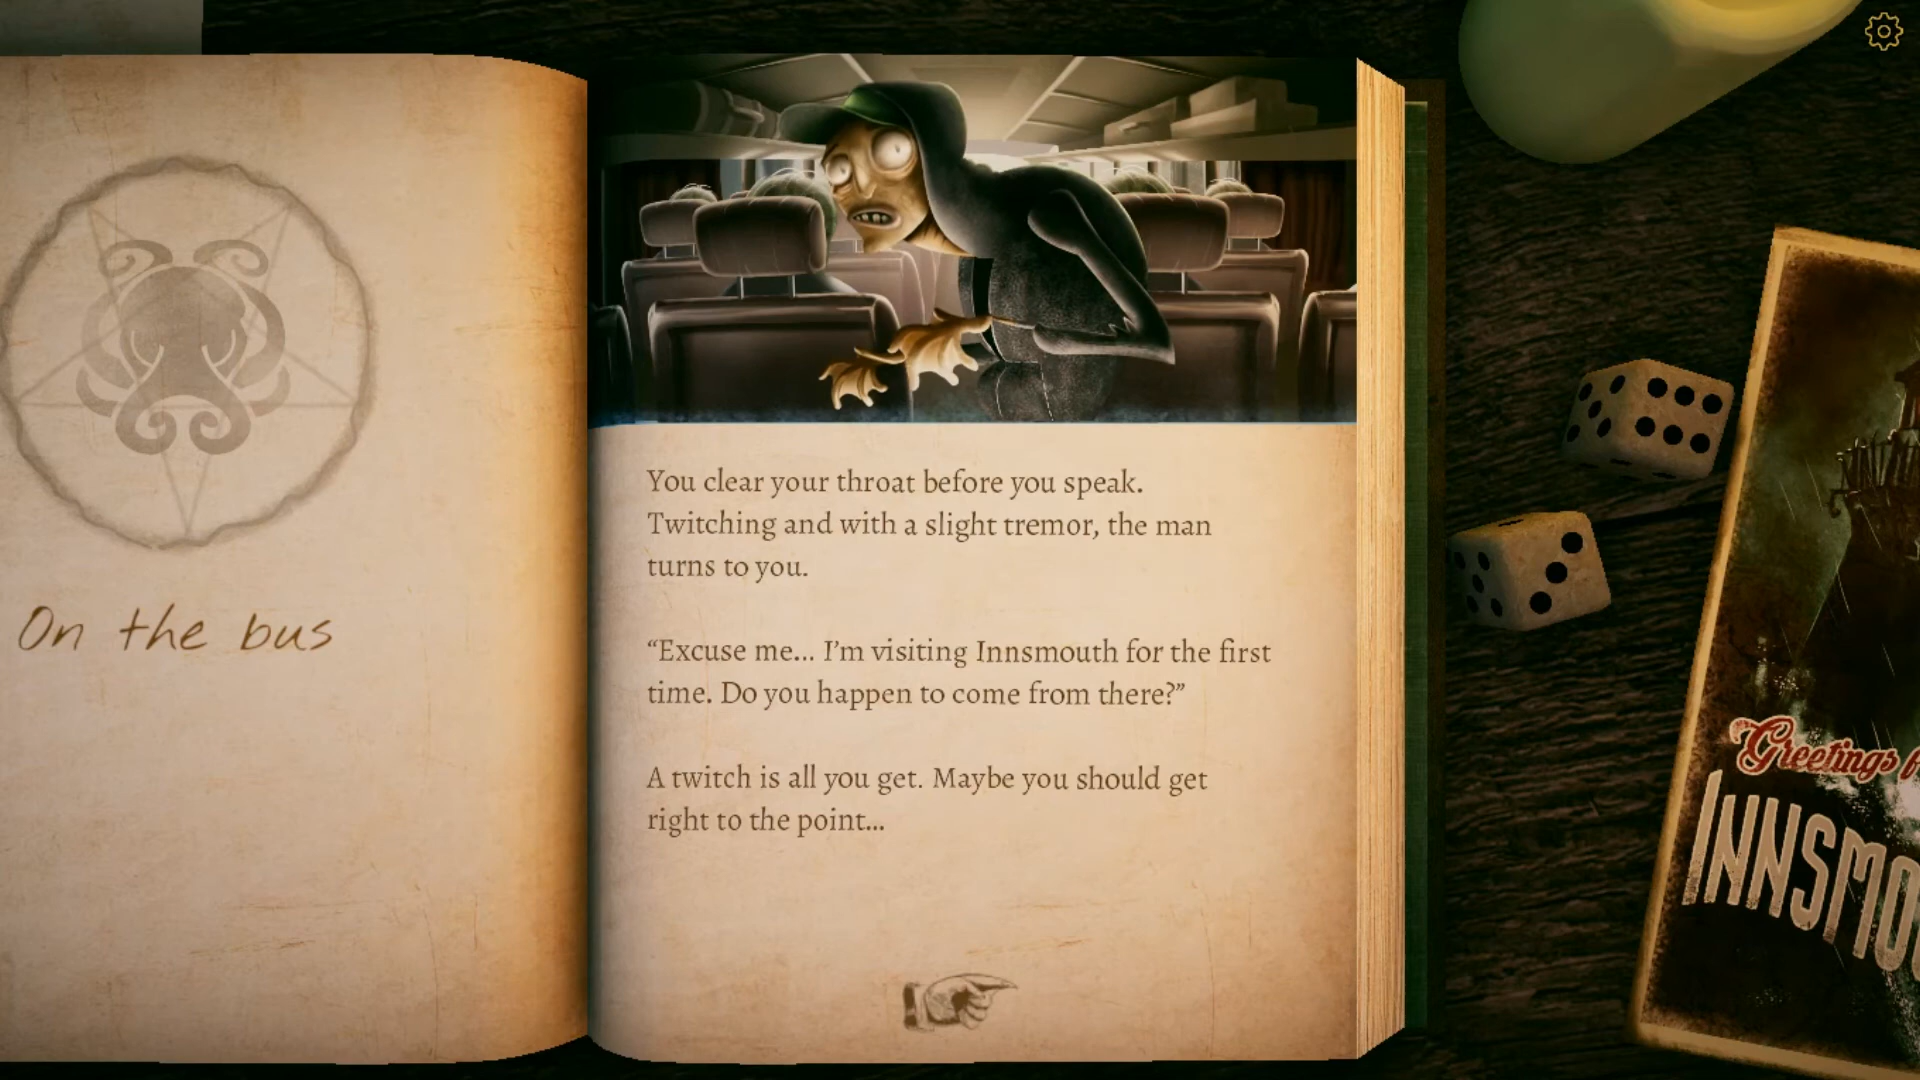 On the bus
You clear your throat before you speak.
Twitching and with a slight tremor, the man
turns to you.
“Excuse me... I’m visiting Innsmouth for the first
time. Do you happen to come from there?”
A twitch is all you get. Maybe you should get
right to the point...
Greetings f
INNSMO